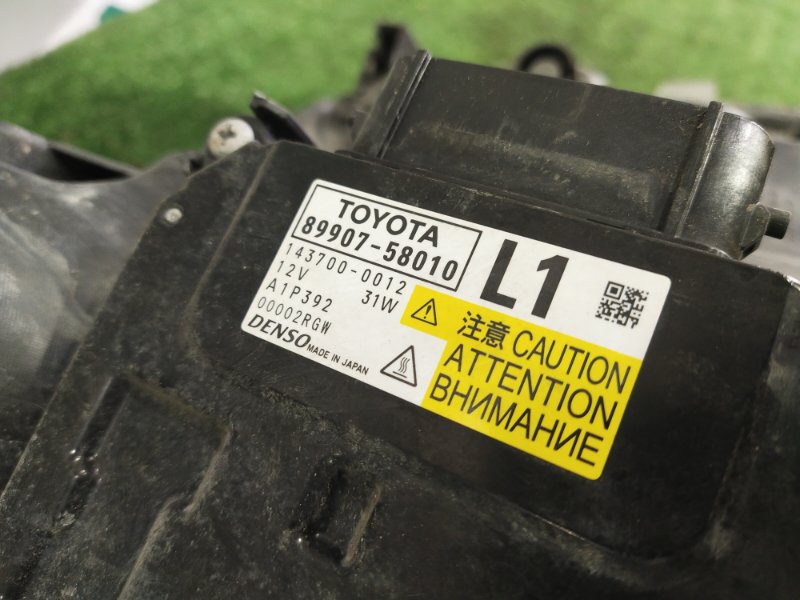 TOYOTA
89907-58010
L1
143700-0012
12V 31W
A1P392
00002RGW
DENSO MADE IN JAPAN
注意 CAUTION
ATTENTION
ВНИМАНИЕ